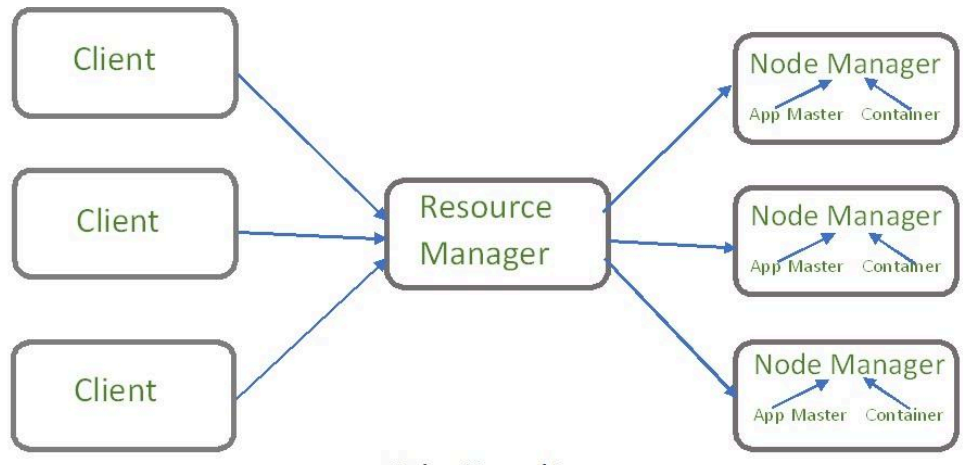 Client
Client
Client
Resource
Manager
Node Manager
App Master Container
Node Manager
App Master Container
Node Manager
App Master Container